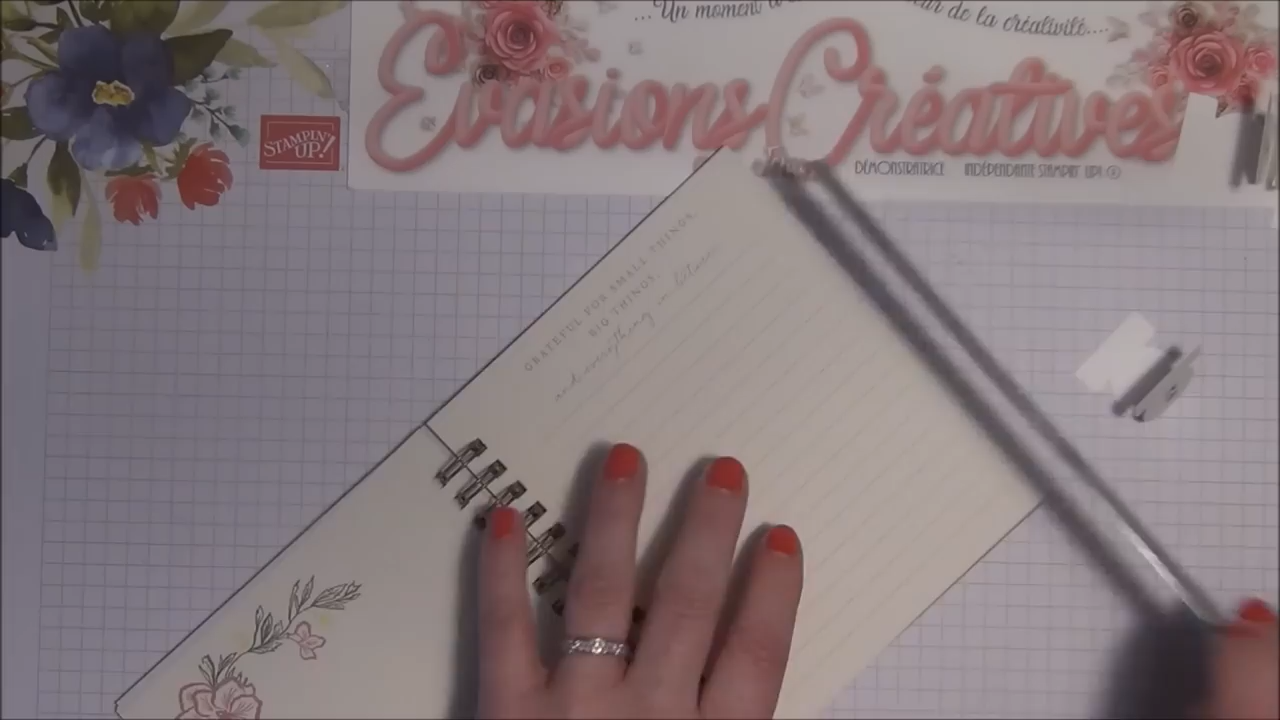 ...Un moment
de la créativité....
Evasions Créatives
STAMPIN' UP!
DÉMONSTRATRICE INDÉPENDANTE STAMPIN' UP! ®
GRATEFUL FOR SMALL THINGS,
BIG THINGS,
and everything in between